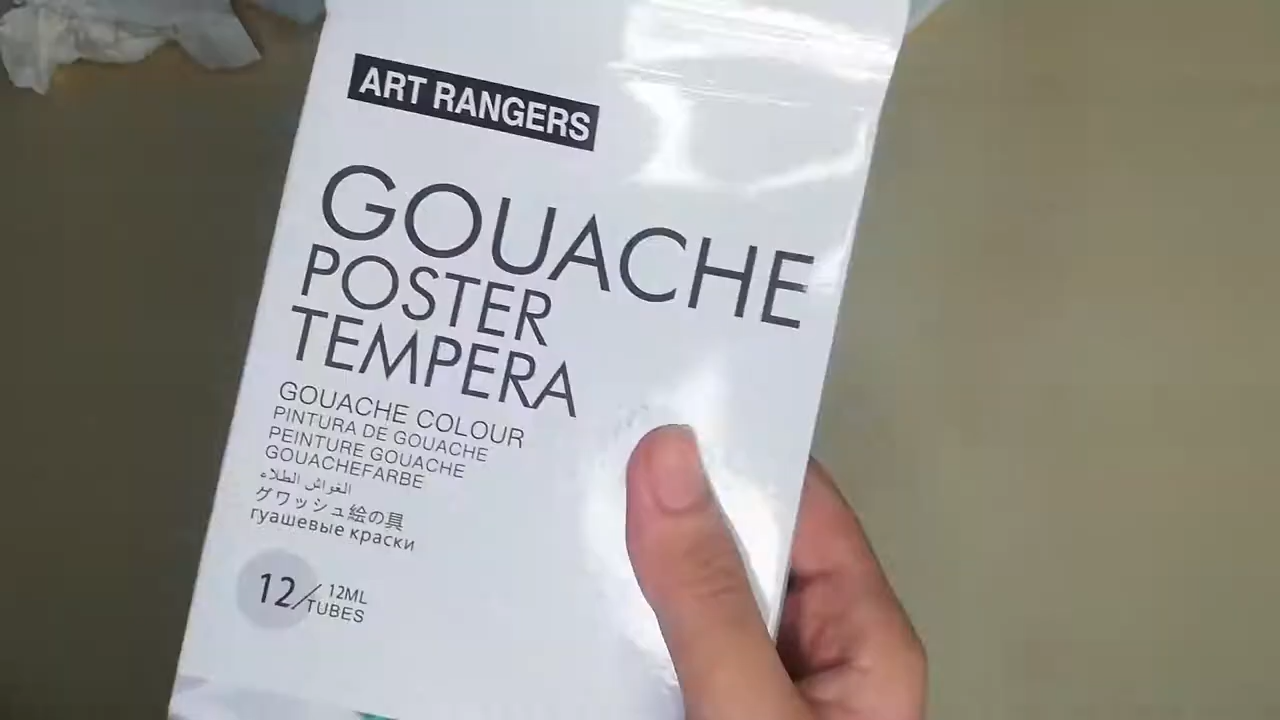 ART RANGERS
GOUACHE
POSTER
TEMPERA
GOUACHE COLOUR
PINTURA DE GOUACHE
PEINTURE GOUACHE
GOUACHEFARBE
الغواش الطلاء
グワッシュ絵の具
гуашевые краски
12/12ML
TUBES